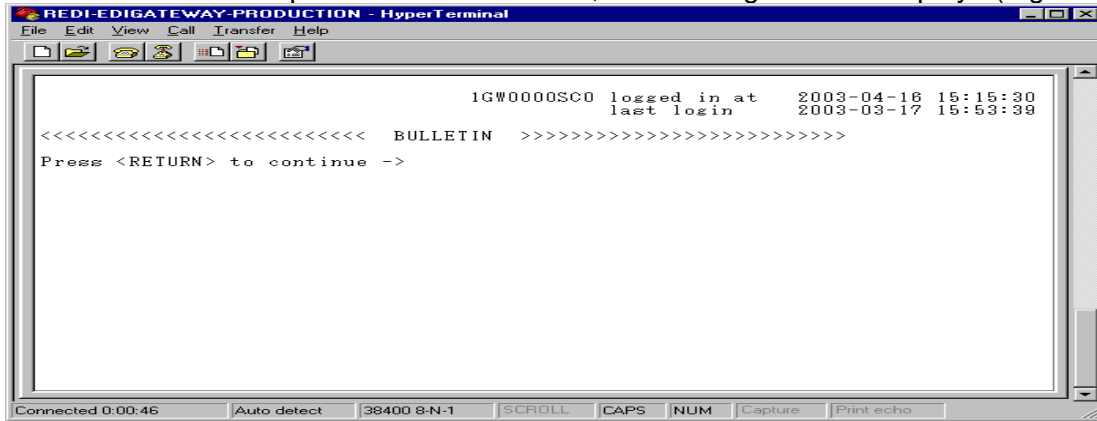 REDI-EDIGATEWAY-PRODUCTION - HyperTerminal
File Edit View Call Transfer Help
1GW0000SC0 logged in at 2003-04-16 15:15:30
last login 2003-03-17 15:53:39
<<<<<<<<<<<<<<<<<<<<<<<<<< BULLETIN >>>>>>>>>>>>>>>>>>>>>>>>>>
Press <RETURN> to continue ->
Connected 0:00:46 Auto detect 38400 8-N-1 SCROLL CAPS NUM Capture Print echo